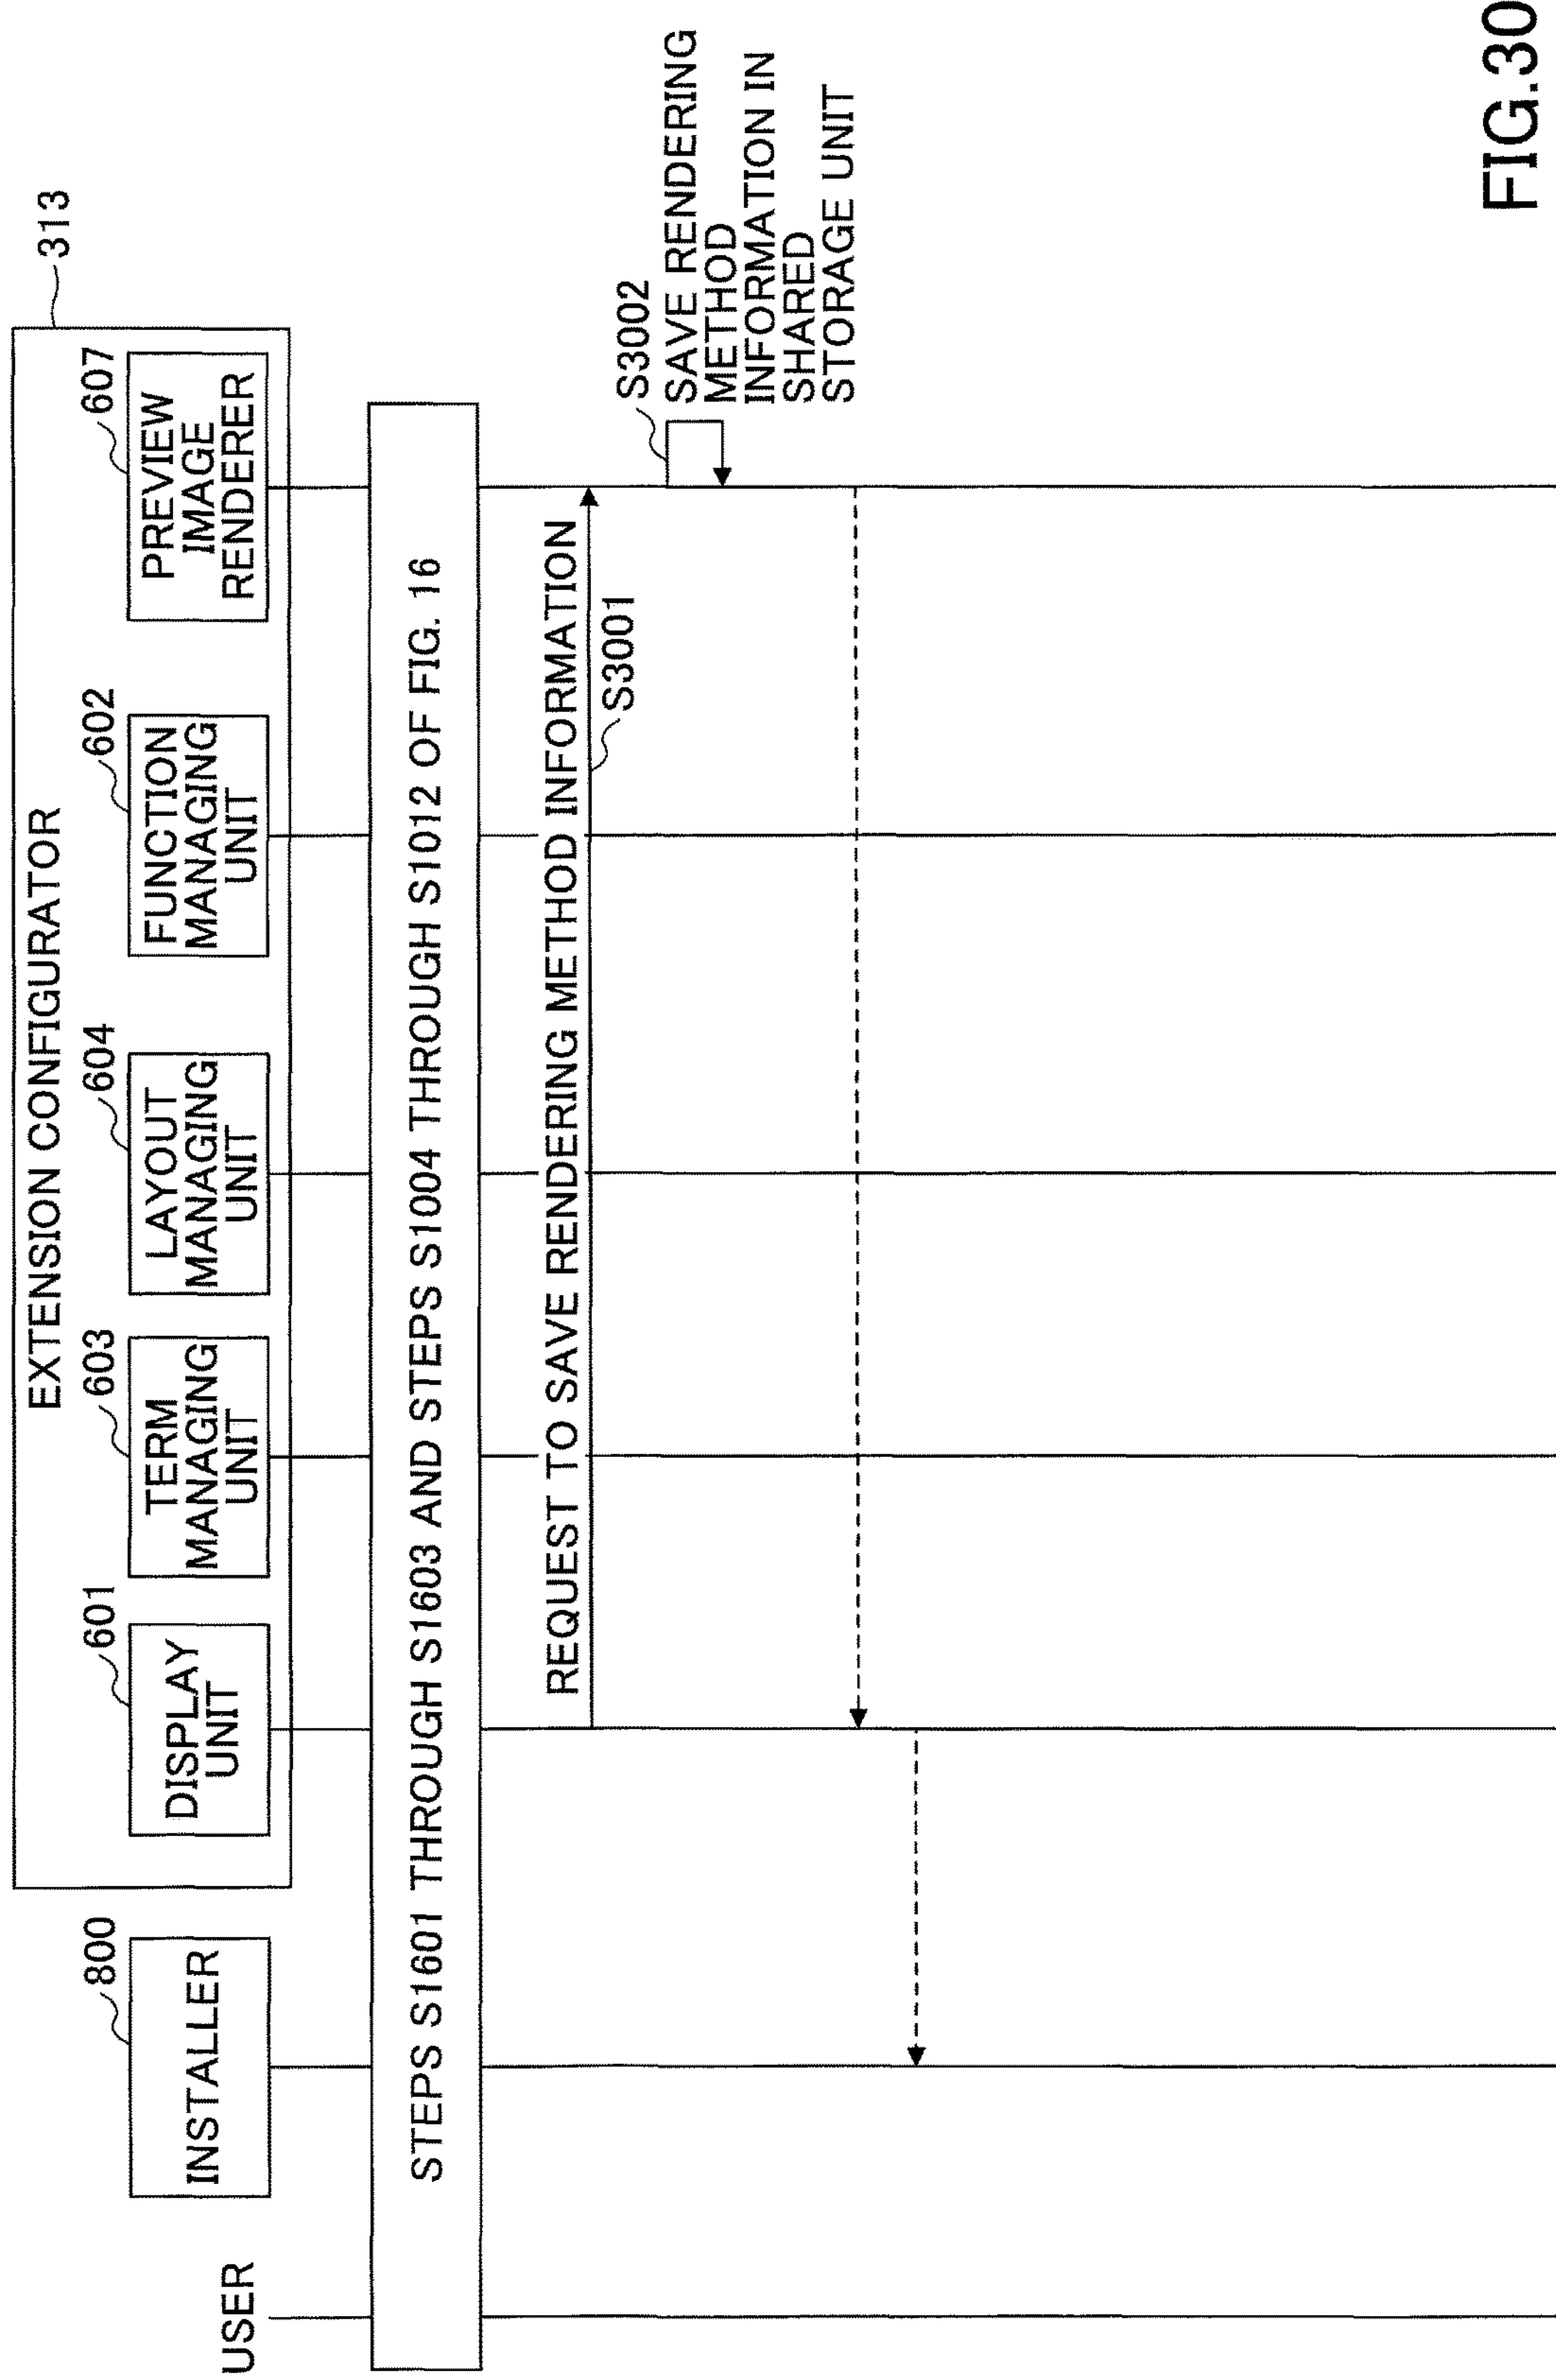 EXTENSION CONFIGURATOR
313
USER
INSTALLER
800
DISPLAY
UNIT
601
TERM
MANAGING
UNIT
603
LAYOUT
MANAGING
UNIT
604
FUNCTION
MANAGING
UNIT
602
PREVIEW
IMAGE
RENDERER
607
STEPS S1601 THROUGH S1603 AND STEPS S1004 THROUGH S1012 OF FIG. 16
REQUEST TO SAVE RENDERING METHOD INFORMATION
S3001
S3002
SAVE RENDERING
METHOD
INFORMATION IN
SHARED
STORAGE UNIT
FIG.30